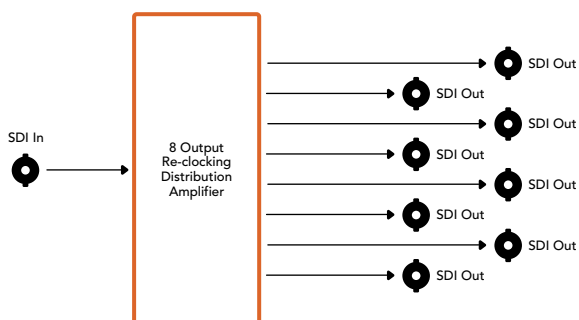 SDI In
8 Output
Re-clocking
Distribution
Amplifier
SDI Out
SDI Out
SDI Out
SDI Out
SDI Out
SDI Out
SDI Out
SDI Out